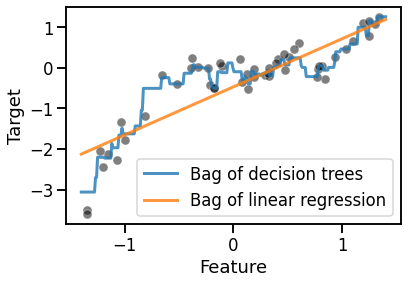 1
0
−1
−2
−3
Target
Bag of decision trees
Bag of linear regression
−1
0
1
Feature